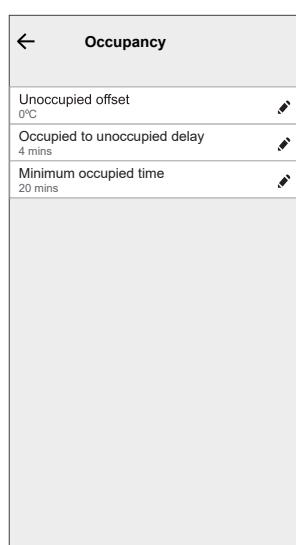 Occupancy
Unoccupied offset
0ºC
Occupied to unoccupied delay
4 mins
Minimum occupied time
20 mins